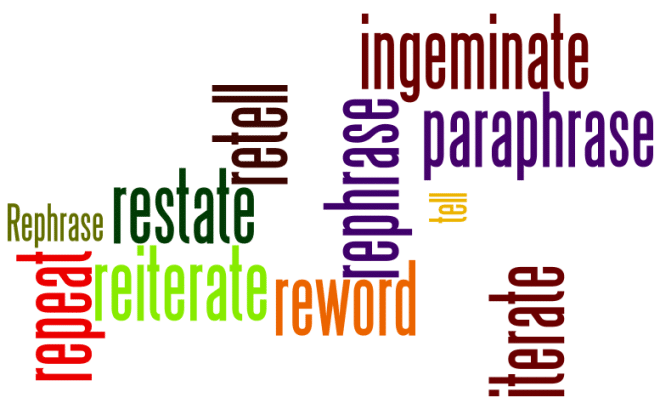 ingeminate
retell
rephrase
paraphrase
Rephrase
restate
tell
repeat
reiterate
reword
iterate